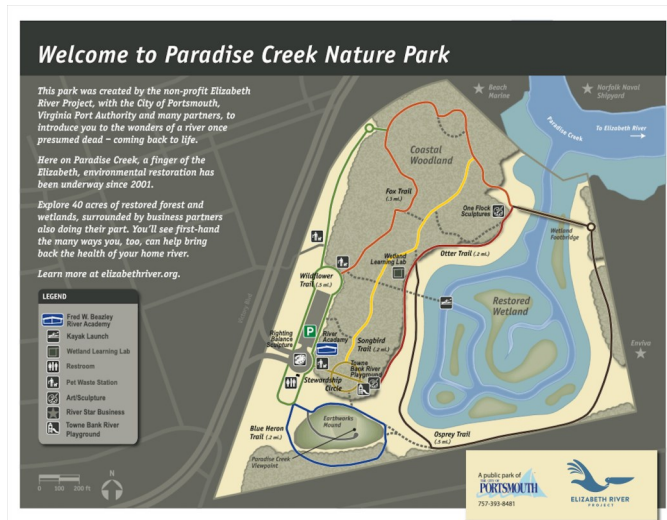 Welcome to Paradise Creek Nature Park
This park was created by the non-profit Elizabeth
River Project, with the City of Portsmouth,
Virginia Port Authority and many partners, to
introduce you to the wonders of a river once
presumed dead – coming back to life.
Here on Paradise Creek, a finger of the
Elizabeth, environmental restoration has
been underway since 2001.
Explore 40 acres of restored forest and
wetlands, surrounded by business partners
also doing their part. You'll see first-hand
the many ways you, too, can help bring
back the health of your home river.
Learn more at elizabethriver.org.
LEGEND
Fred W. Beazley
River Academy
Kayak Launch
Wetland Learning Lab
Restroom
Pet Waste Station
Art/Sculpture
River Star Business
Towne Bank River
Playground
0 100 200 ft
N
Beach
Marine
Norfolk Naval
Shipyard
Paradise Creek
To Elizabeth River
Coastal
Woodland
Fox Trail
(.3 mi.)
One Flock
Sculptures
Wetland
Footbridge
Otter Trail (.2 mi.)
Wetland
Learning Lab
Wildflower
Trail (.5 mi.)
Restored
Wetland
P
Righting
Balance
Sculpture
River
Academy
Songbird
Trail (.2 mi.)
Towne
Bank River
Playground
Enviva
Stewardship
Circle
Earthworks
Mound
Blue Heron
Trail (.2 mi.)
Osprey Trail
(.5 mi.)
Paradise Creek
Viewpoint
A public park of
THE CITY OF
PORTSMOUTH
757-393-8481
ELIZABETH RIVER
PROJECT